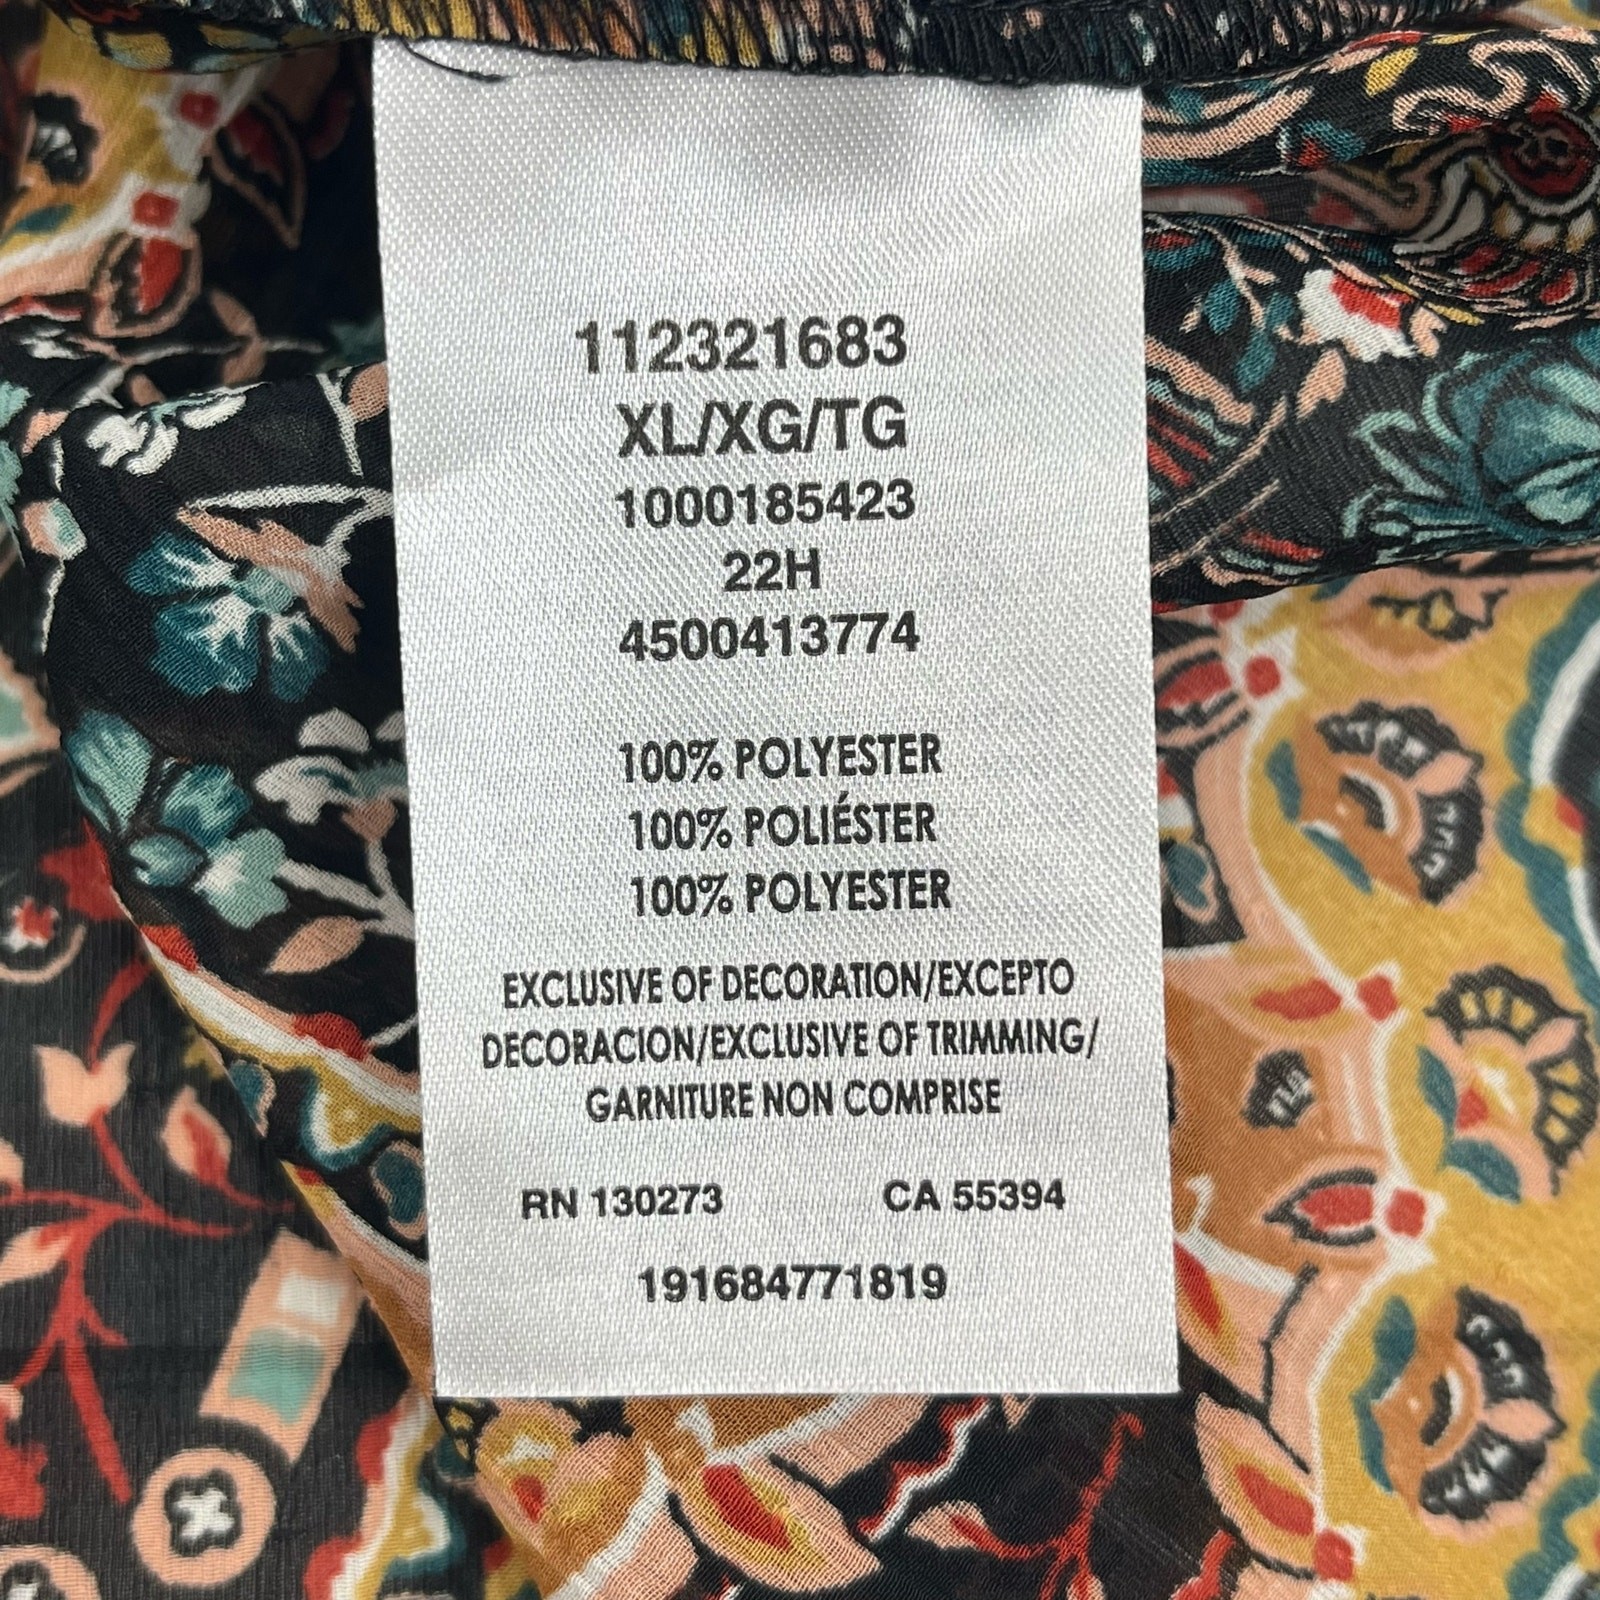 112321683
XL/XG/TG
1000185423
22H
4500413774
100% POLYESTER
100% POLIÉSTER
100% POLYESTER
EXCLUSIVE OF DECORATION/EXCEPTO
DECORACION/EXCLUSIVE OF TRIMMING/
GARNITURE NON COMPRISE
RN 130273 CA 55394
191684771819